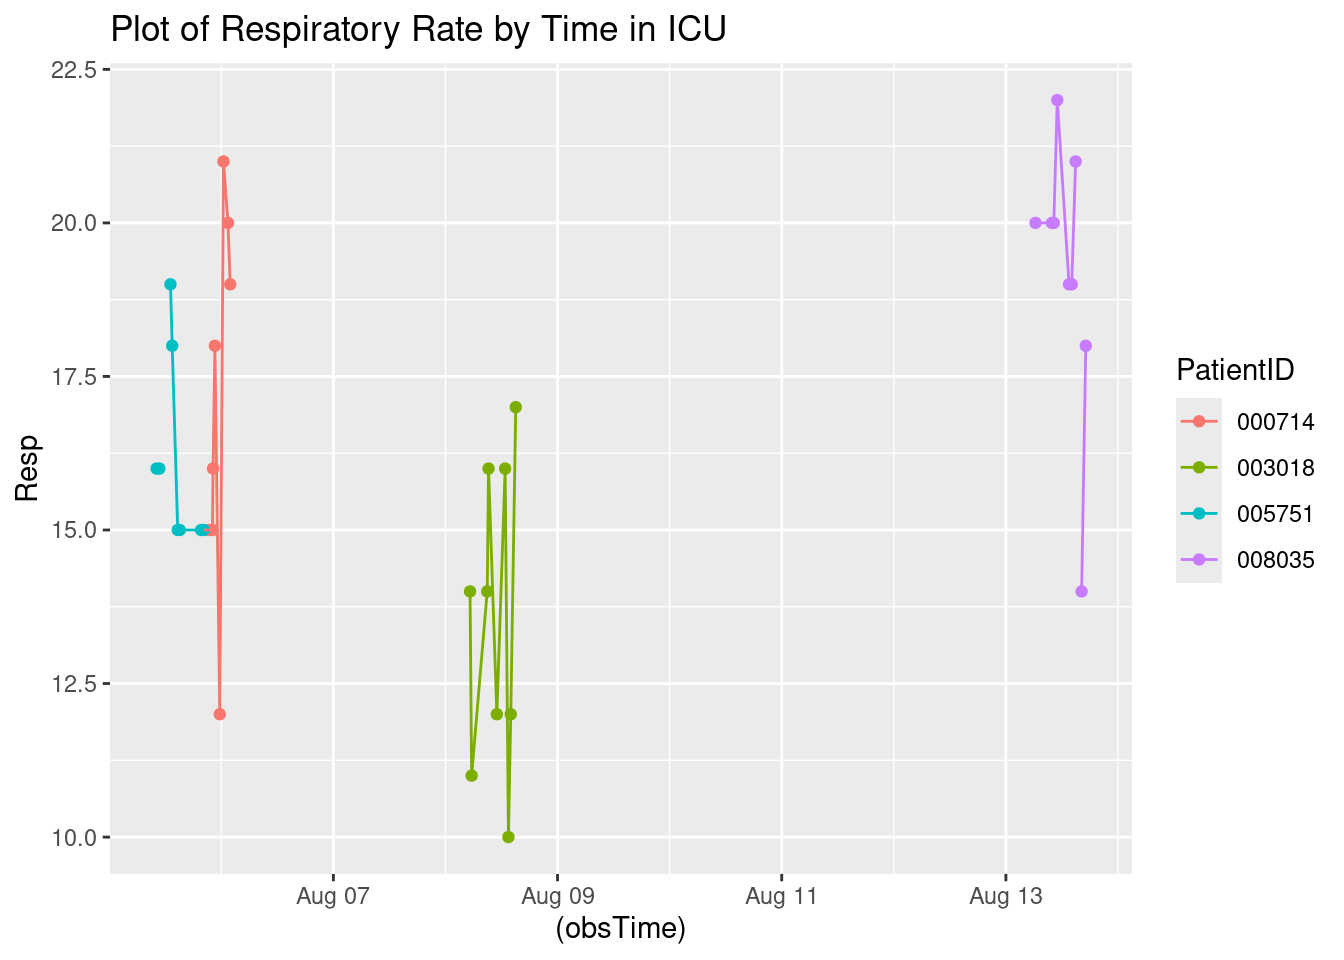 Plot of Respiratory Rate by Time in ICU
22.5
20.0
17.5
15.0
12.5
10.0
Resp
Aug 07
Aug 09
Aug 11
Aug 13
(obsTime)
PatientID
000714
003018
005751
008035